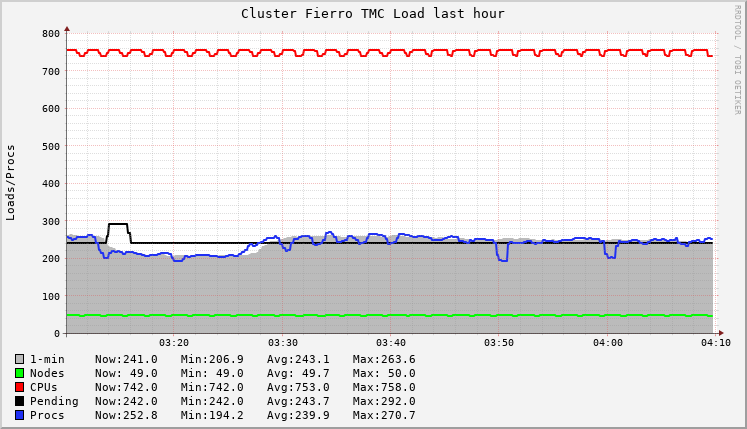 Cluster Fierro TMC Load last hour
RRDTOOL / TOBI OETIKER
Loads/Procs
800
700
600
500
400
300
200
100
0
03:20 03:30 03:40 03:50 04:00 04:10
1-min Now:241.0 Min:206.9 Avg:243.1 Max:263.6
Nodes Now: 49.0 Min: 49.0 Avg: 49.7 Max: 50.0
CPUs Now:742.0 Min:742.0 Avg:753.0 Max:758.0
Pending Now:242.0 Min:242.0 Avg:243.7 Max:292.0
Procs Now:252.8 Min:194.2 Avg:239.9 Max:270.7